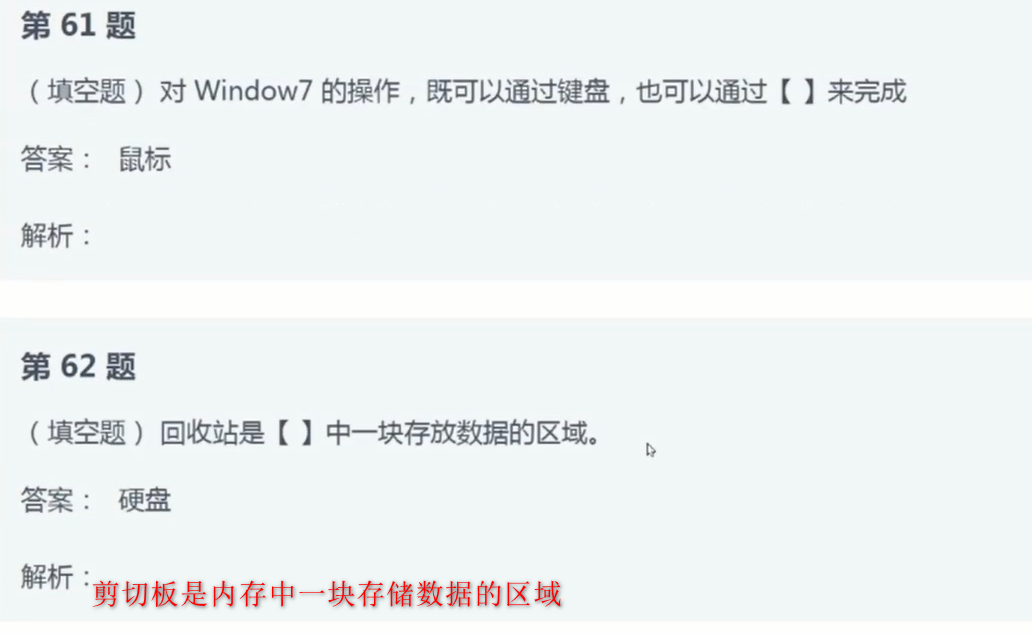 第 61 题
（填空题）对 Window7 的操作，既可以通过键盘，也可以通过【 】来完成
答案： 鼠标
解析：
第 62 题
（填空题）回收站是【 】中一块存放数据的区域。
答案： 硬盘
解析：
剪切板是内存中一块存储数据的区域